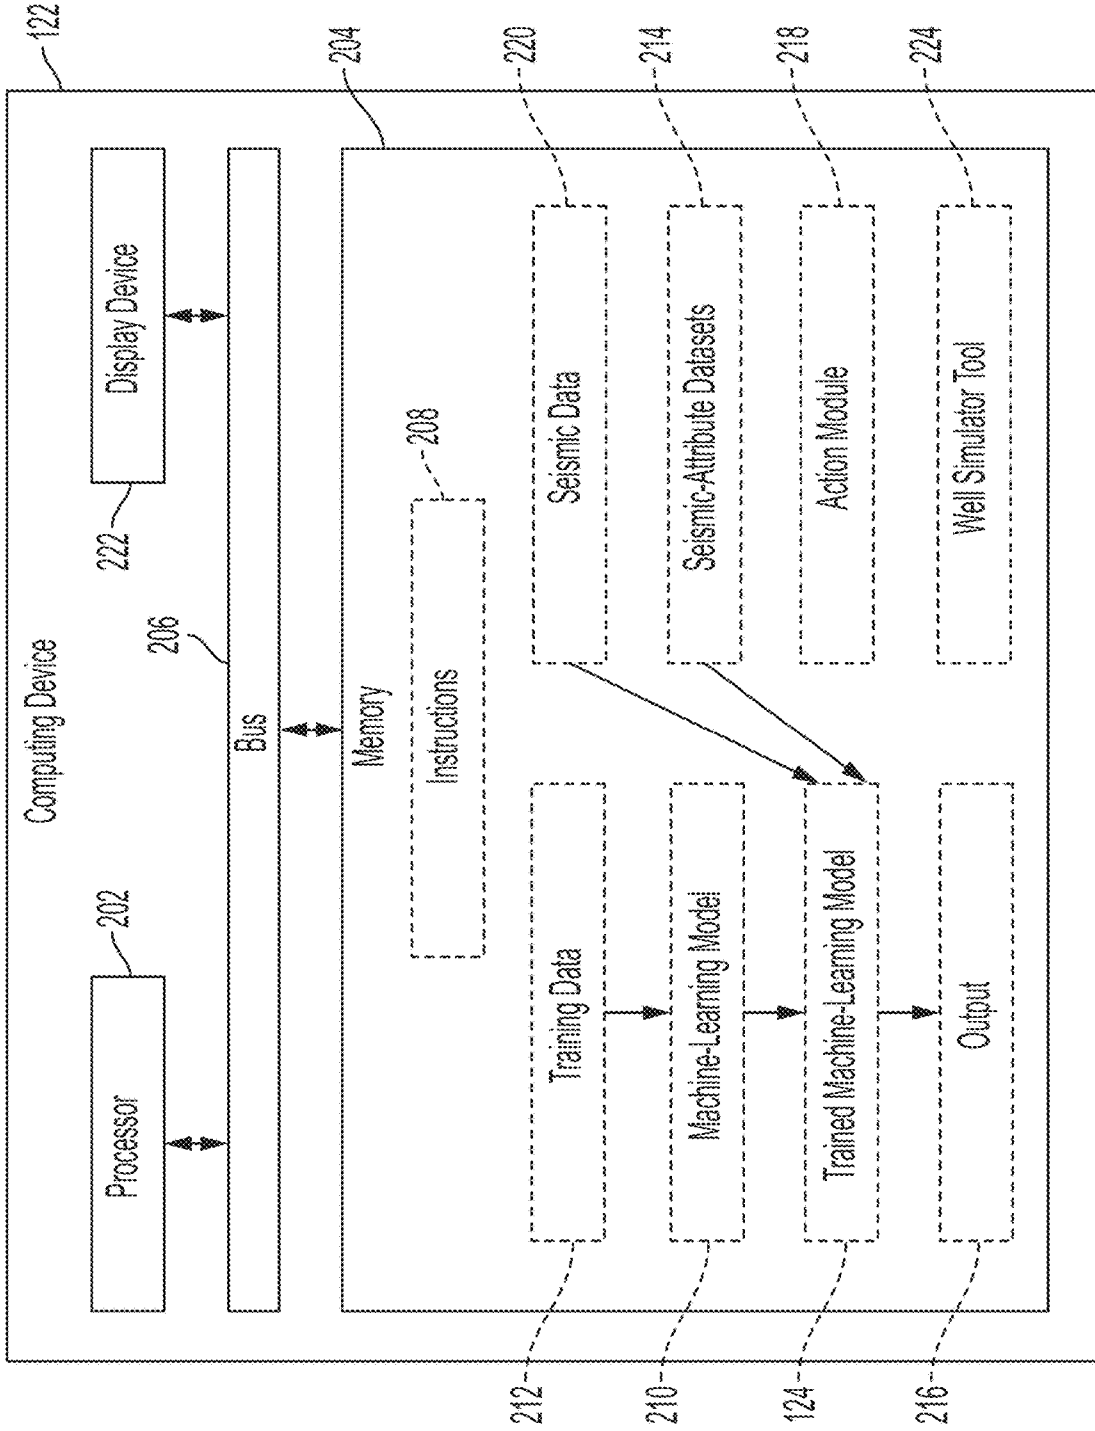 122
Computing Device
Processor
202
Display Device
222
206
Bus
204
Memory
208
Instructions
212
Training Data
Seismic Data
220
210
Machine-Learning Model
Seismic-Attribute Datasets
214
124
Trained Machine-Learning Model
Action Module
218
216
Output
Well Simulator Tool
224